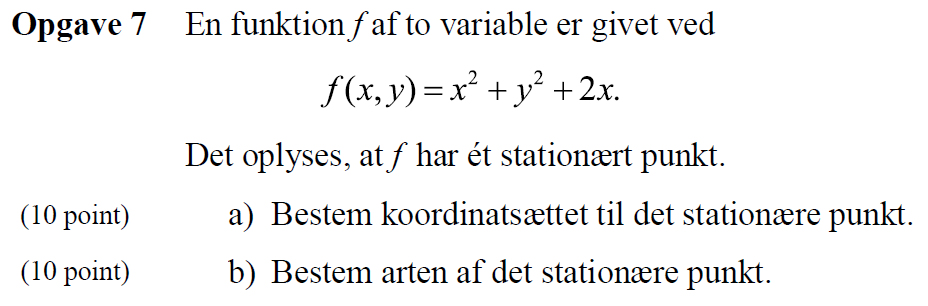 Opgave 7 En funktion f af to variable er givet ved
f(x, y) = x² + y² + 2x.
Det oplyses, at f har ét stationært punkt.
(10 point) a) Bestem koordinatsættet til det stationære punkt.
(10 point) b) Bestem arten af det stationære punkt.